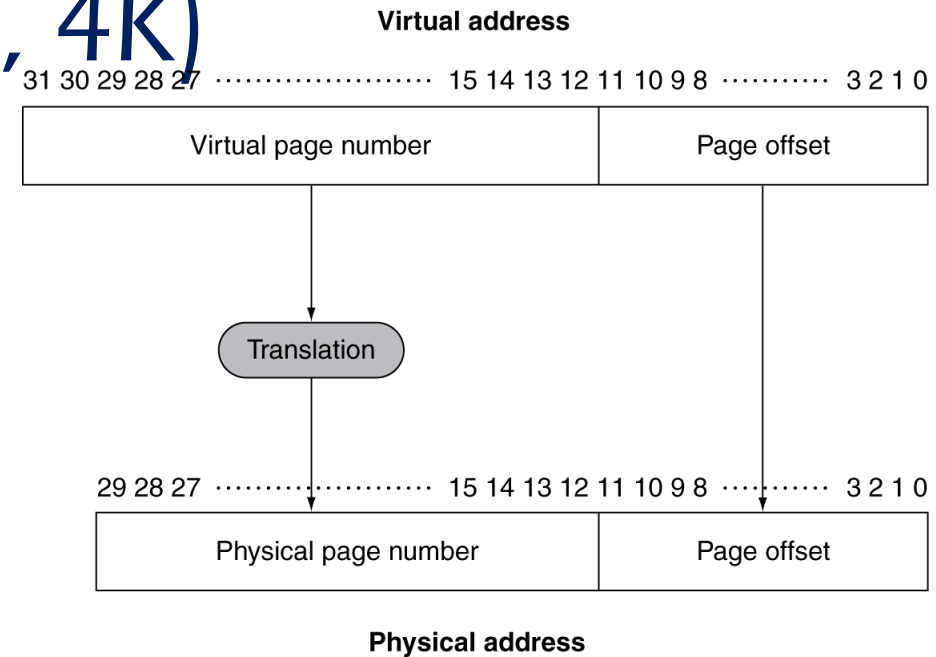 , 4K)
Virtual address
31 30 29 28 27 ······················ 15 14 13 12 11 10 9 8 ··········· 3 2 1 0
Virtual page number Page offset
Translation
29 28 27 ······················ 15 14 13 12 11 10 9 8 ··········· 3 2 1 0
Physical page number Page offset
Physical address